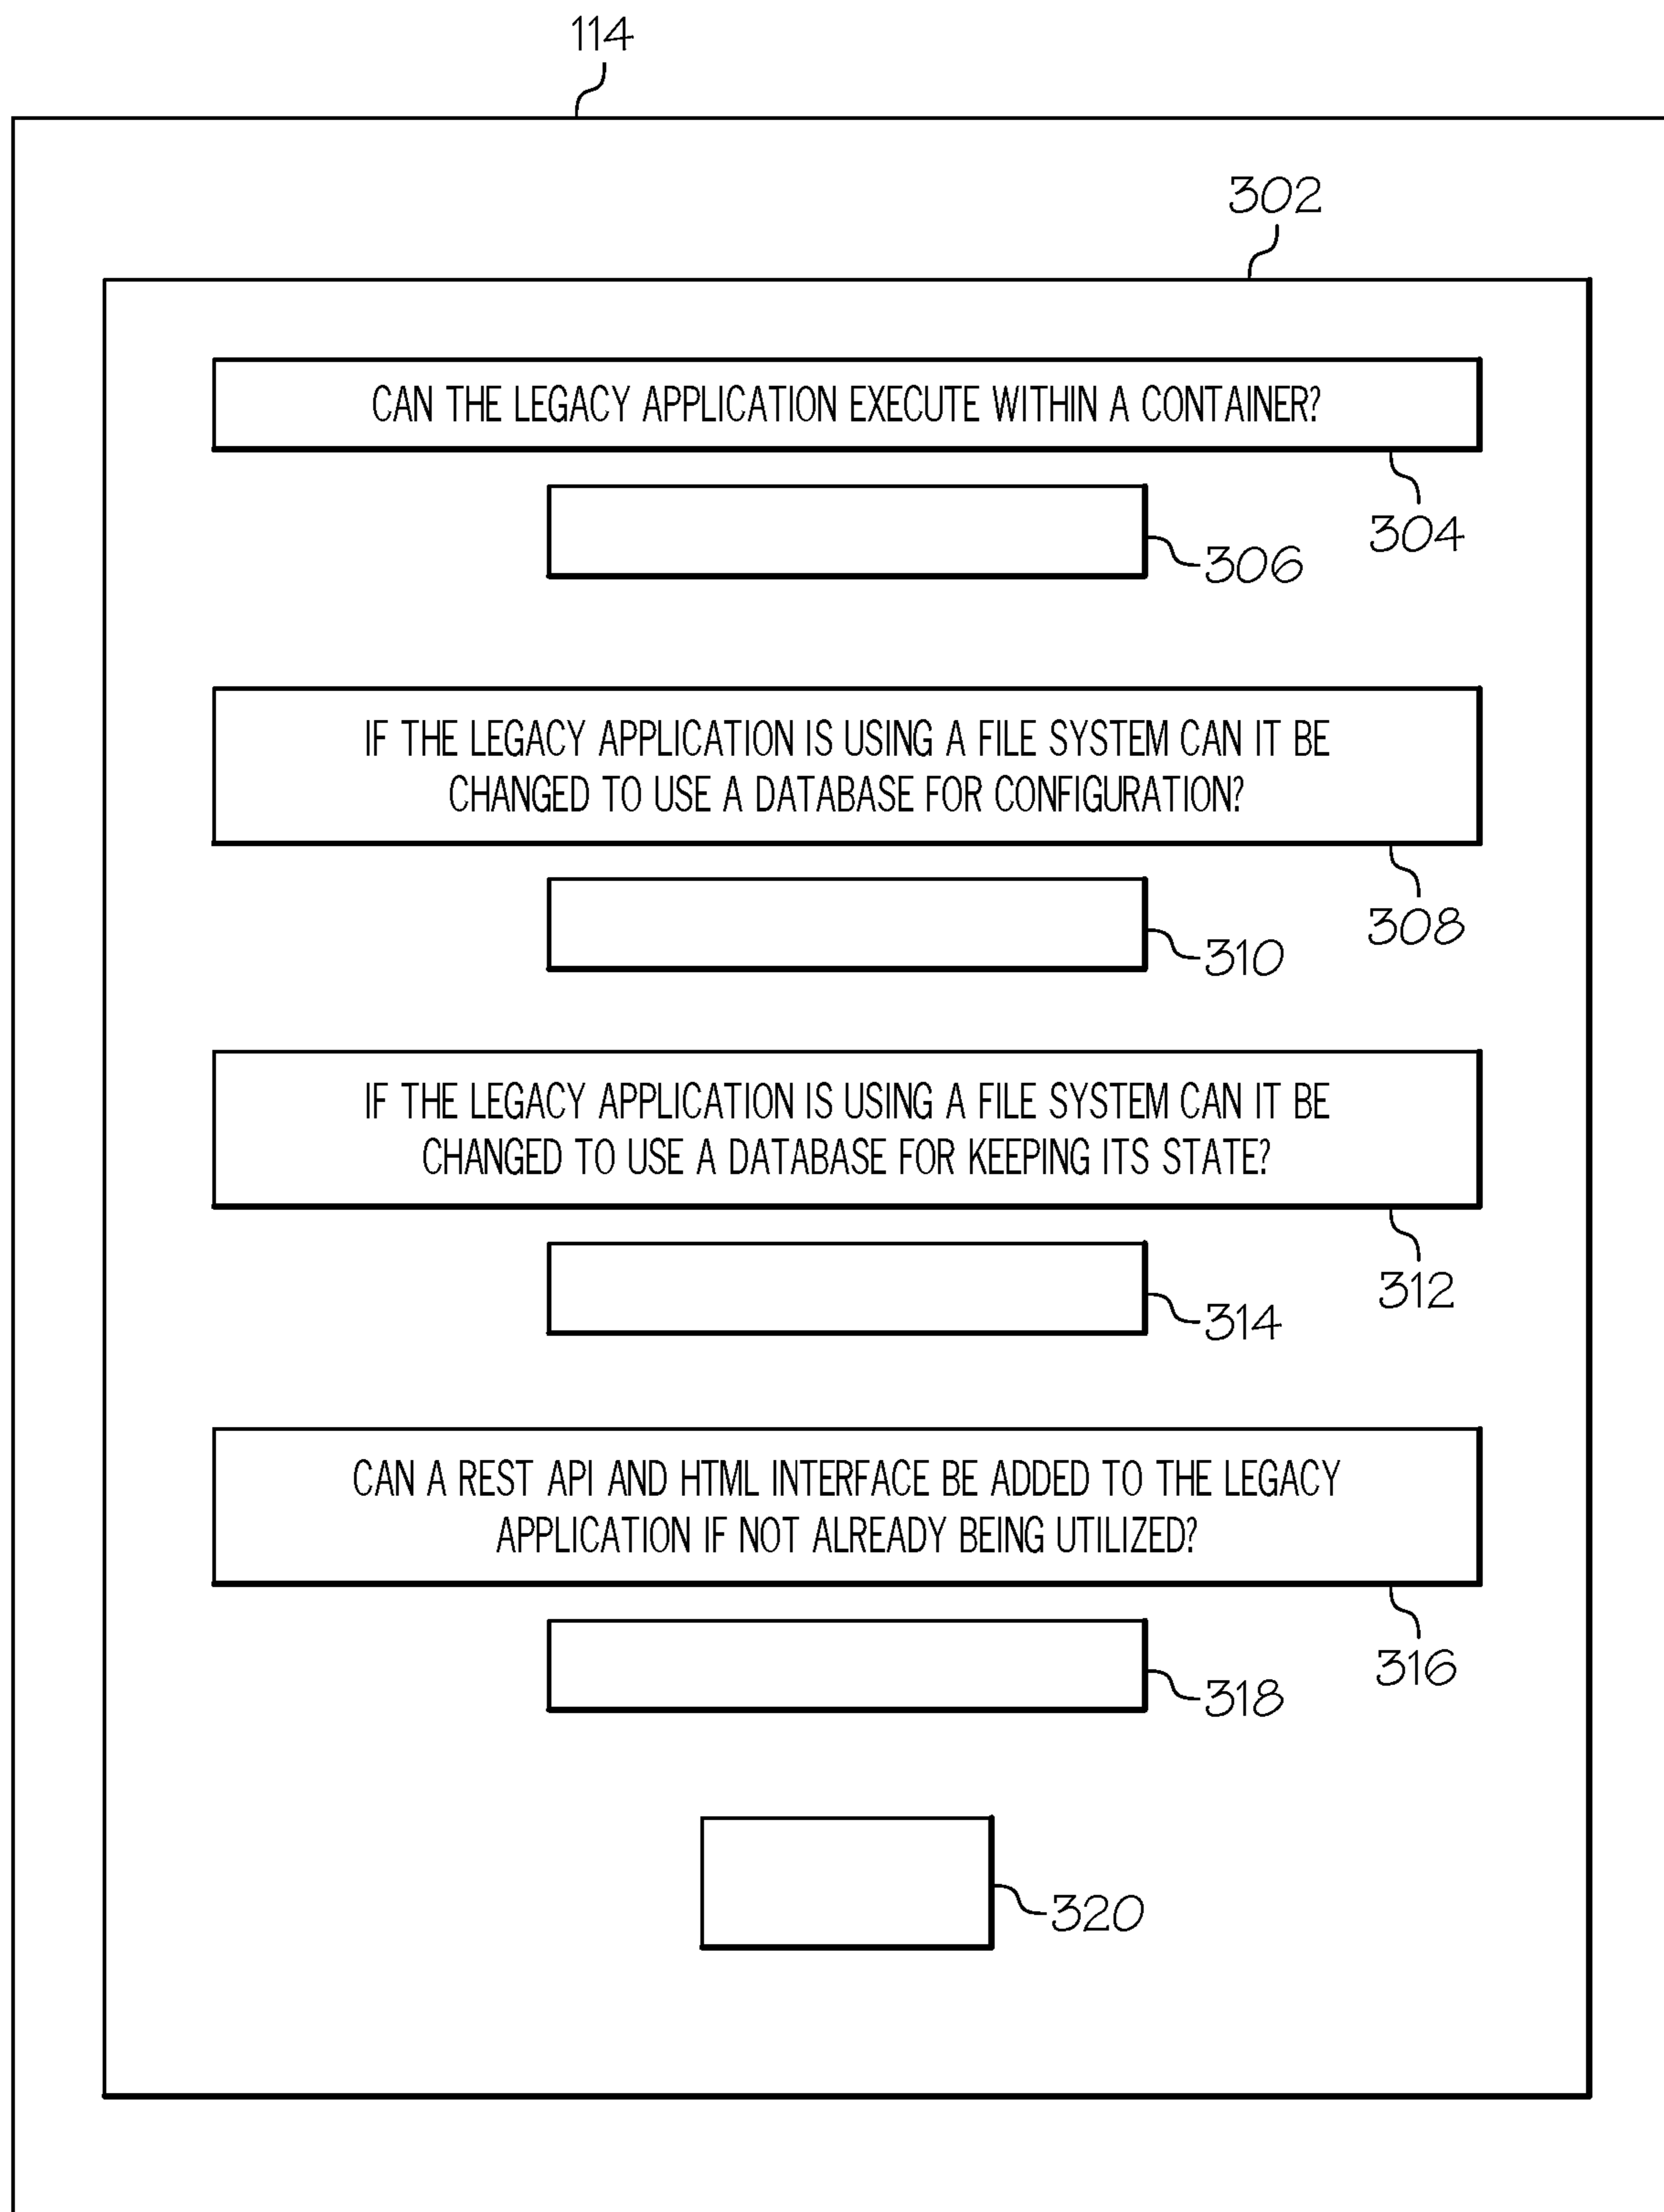 114
302
CAN THE LEGACY APPLICATION EXECUTE WITHIN A CONTAINER?
304
306
IF THE LEGACY APPLICATION IS USING A FILE SYSTEM CAN IT BE
CHANGED TO USE A DATABASE FOR CONFIGURATION?
308
310
IF THE LEGACY APPLICATION IS USING A FILE SYSTEM CAN IT BE
CHANGED TO USE A DATABASE FOR KEEPING ITS STATE?
312
314
CAN A REST API AND HTML INTERFACE BE ADDED TO THE LEGACY
APPLICATION IF NOT ALREADY BEING UTILIZED?
316
318
320